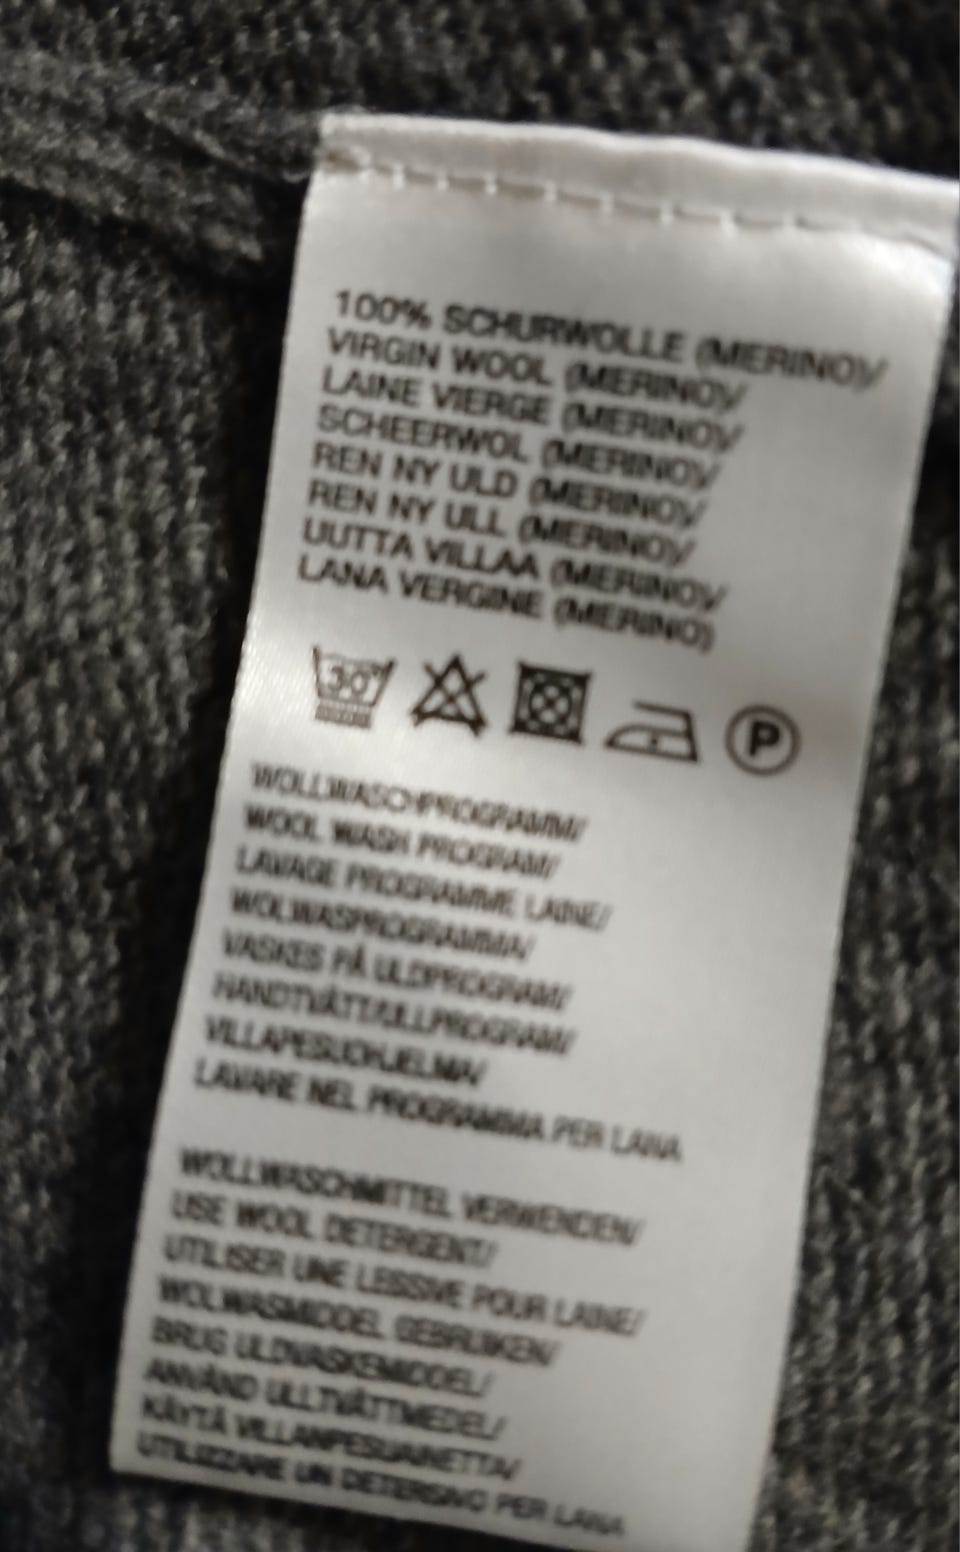 100% SCHURWOLLE (MERINO)/
VIRGIN WOOL (MERINO)/
LAINE VIERGE (MERINO)/
SCHEERWOL (MERINO)/
REN NY ULD (MERINO)/
REN NY ULL (MERINO)/
UUTTA VILLAA (MERINO)/
LANA VERGINE (MERINO)
30° P
WOLLWASCHPROGRAMM/
WOOL WASH PROGRAM/
LAVAGE PROGRAMME LAINE/
WOLWASPROGRAMMA/
VASKES PÅ ULDPROGRAM/
HANDTVÄTT/ULLPROGRAM/
VILLAPESUOHJELMA/
LAVARE NEL PROGRAMMA PER LANA
WOLLWASCHMITTEL VERWENDEN/
USE WOOL DETERGENT/
UTILISER UNE LESSIVE POUR LAINE/
WOLWASMIDDEL GEBRUIKEN/
BRUG ULDVASKEMIDDEL/
ANVÄND ULLTVÄTTMEDEL/
KÄYTÄ VILLANPESUAINETTA/
UTILIZZARE UN DETERSIVO PER LANA